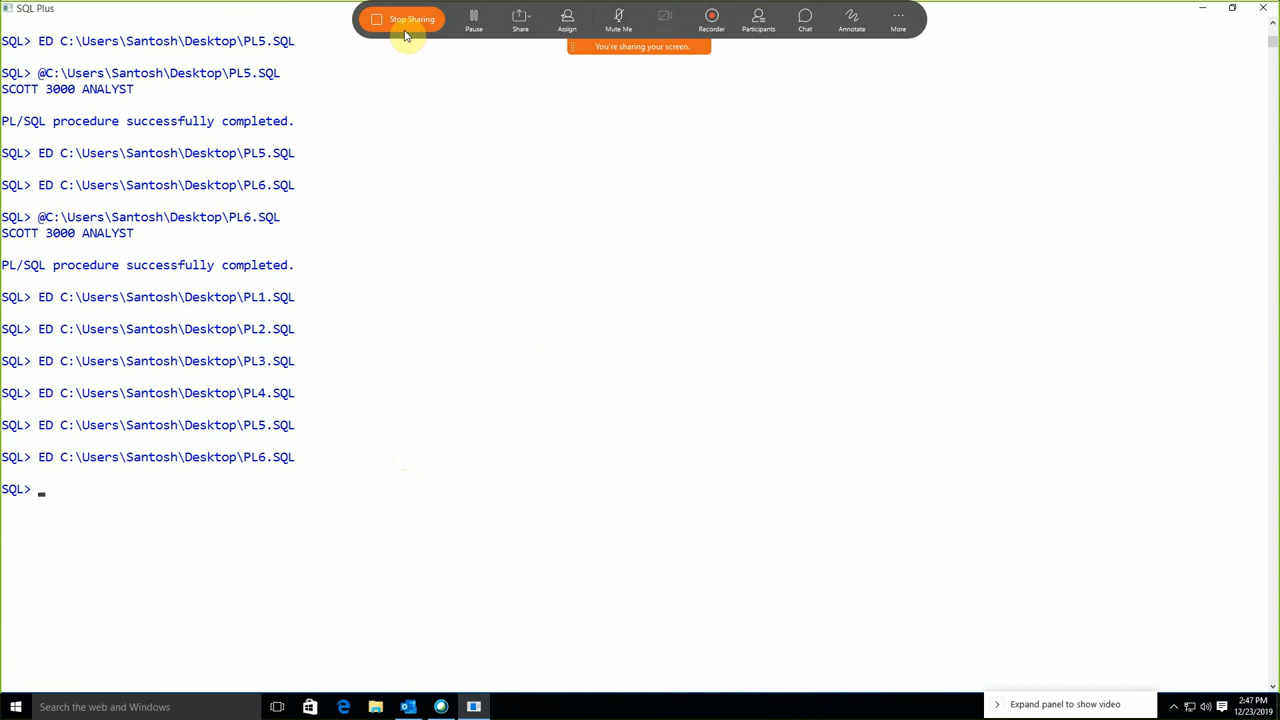 SQL Plus
Stop Sharing
Pause
Share
Assign
Mute Me
Recorder
Participants
Chat
Annotate
More
You're sharing your screen.
SQL> ED C:\Users\Santosh\Desktop\PL5.SQL
SQL> @C:\Users\Santosh\Desktop\PL5.SQL
SCOTT 3000 ANALYST
PL/SQL procedure successfully completed.
SQL> ED C:\Users\Santosh\Desktop\PL5.SQL
SQL> ED C:\Users\Santosh\Desktop\PL6.SQL
SQL> @C:\Users\Santosh\Desktop\PL6.SQL
SCOTT 3000 ANALYST
PL/SQL procedure successfully completed.
SQL> ED C:\Users\Santosh\Desktop\PL1.SQL
SQL> ED C:\Users\Santosh\Desktop\PL2.SQL
SQL> ED C:\Users\Santosh\Desktop\PL3.SQL
SQL> ED C:\Users\Santosh\Desktop\PL4.SQL
SQL> ED C:\Users\Santosh\Desktop\PL5.SQL
SQL> ED C:\Users\Santosh\Desktop\PL6.SQL
SQL>
Search the web and Windows
Expand panel to show video
2:47 PM
12/23/2019